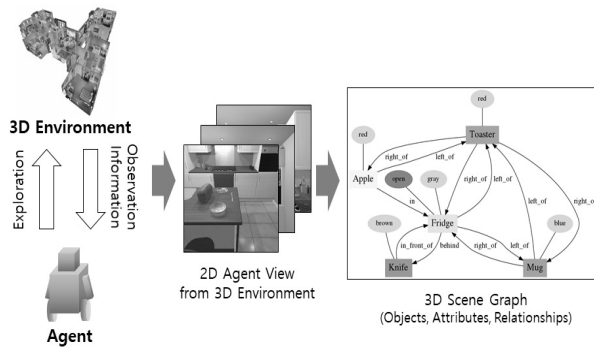 3D Environment
Exploration
Observation
Information
Agent
2D Agent View
from 3D Environment
red
Toaster
red
right_of
left_of
Apple
open
gray
right_of
left_of
right_o
in
left_of
brown
Fridge
blue
in_front_of
behind
right_of
left_of
Knife
Mug
3D Scene Graph
(Objects, Attributes, Relationships)